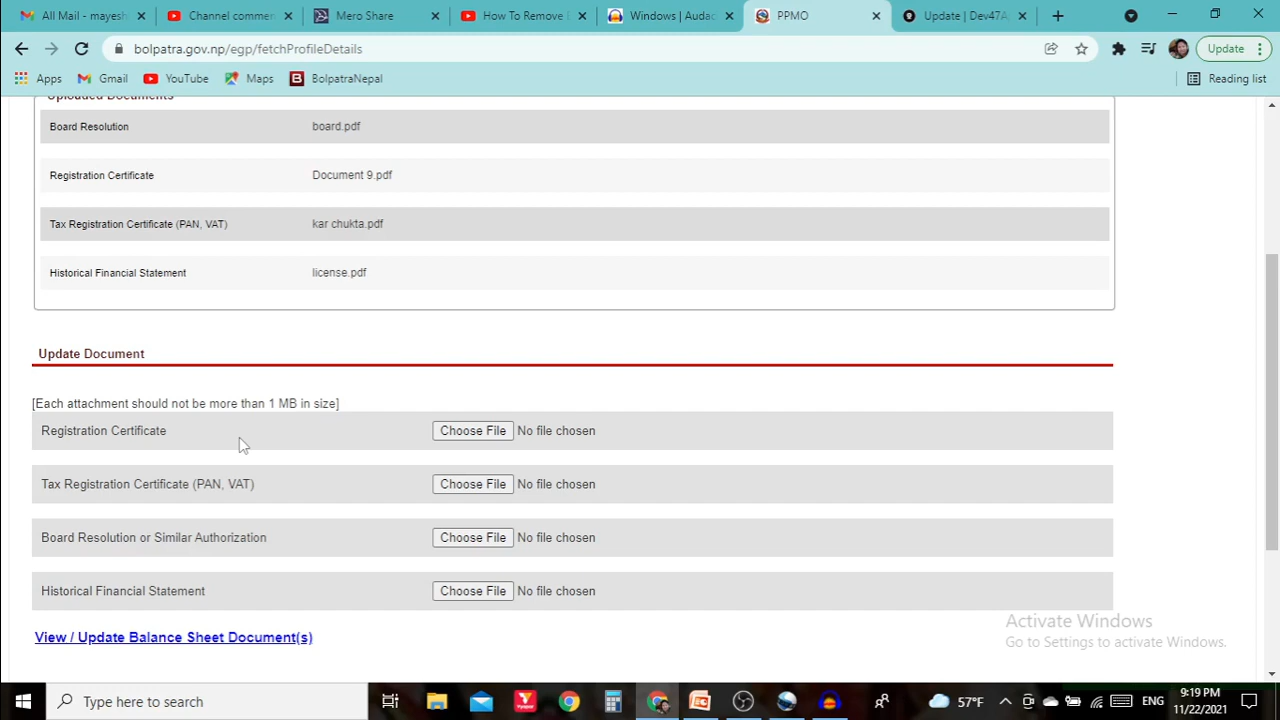 All Mail - mayesh
Channel commen
Mero Share
How To Remove E
Windows | Audac
PPMO
Update | Dev47A
bolpatra.gov.np/egp/fetchProfileDetails
Update
Apps
Gmail
YouTube
Maps
BolpatraNepal
Reading list
Uploaded Documents
Board Resolution board.pdf
Registration Certificate Document 9.pdf
Tax Registration Certificate (PAN, VAT) kar chukta.pdf
Historical Financial Statement license.pdf
Update Document
[Each attachment should not be more than 1 MB in size]
Registration Certificate Choose File No file chosen
Tax Registration Certificate (PAN, VAT) Choose File No file chosen
Board Resolution or Similar Authorization Choose File No file chosen
Historical Financial Statement Choose File No file chosen
View / Update Balance Sheet Document(s)
Activate Windows
Go to Settings to activate Windows.
Type here to search
57°F
ENG
9:19 PM
11/22/2021